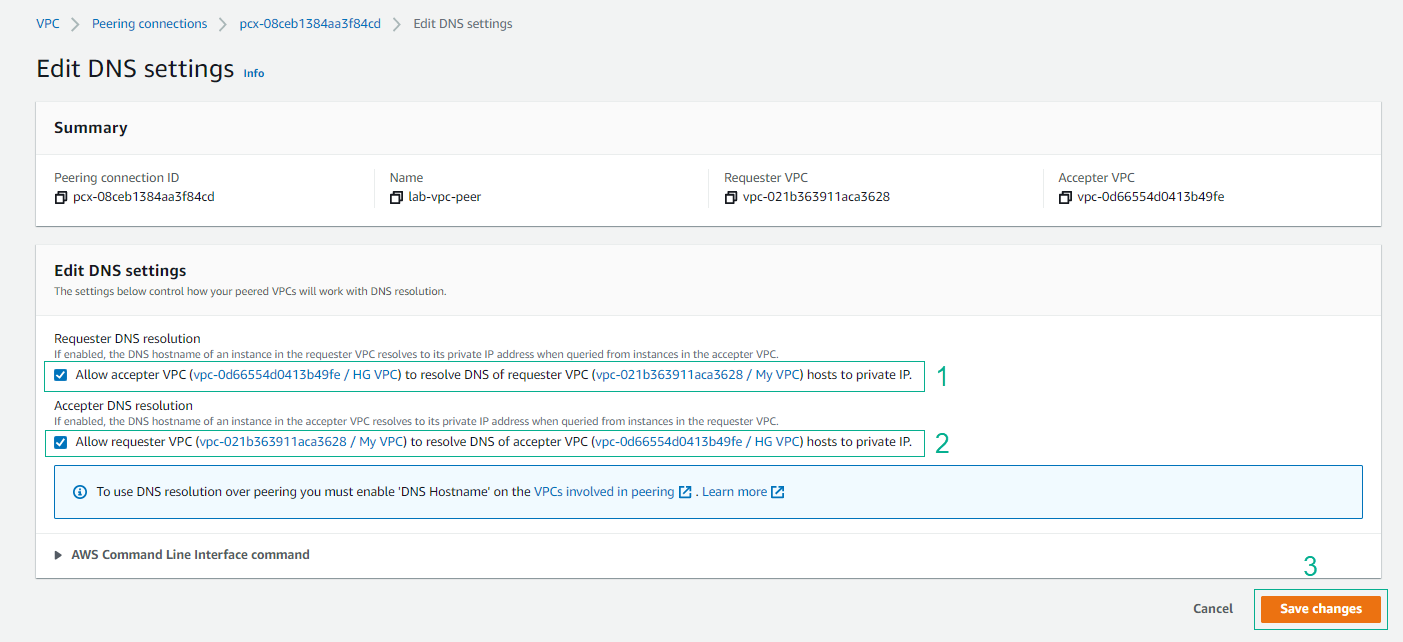 VPC > Peering connections > pcx-08ceb1384aa3f84cd > Edit DNS settings
Edit DNS settings Info
Summary
Peering connection ID Name Requester VPC Accepter VPC
pcx-08ceb1384aa3f84cd lab-vpc-peer vpc-021b363911aca3628 vpc-0d66554d0413b49fe
Edit DNS settings
The settings below control how your peered VPCs will work with DNS resolution.
Requester DNS resolution
If enabled, the DNS hostname of an instance in the requester VPC resolves to its private IP address when queried from instances in the accepter VPC.
Allow accepter VPC (vpc-0d66554d0413b49fe / HG VPC) to resolve DNS of requester VPC (vpc-021b363911aca3628 / My VPC) hosts to private IP. 1
Accepter DNS resolution
If enabled, the DNS hostname of an instance in the accepter VPC resolves to its private IP address when queried from instances in the requester VPC.
Allow requester VPC (vpc-021b363911aca3628 / My VPC) to resolve DNS of accepter VPC (vpc-0d66554d0413b49fe / HG VPC) hosts to private IP. 2
To use DNS resolution over peering you must enable 'DNS Hostname' on the VPCs involved in peering . Learn more
AWS Command Line Interface command
3
Cancel Save changes